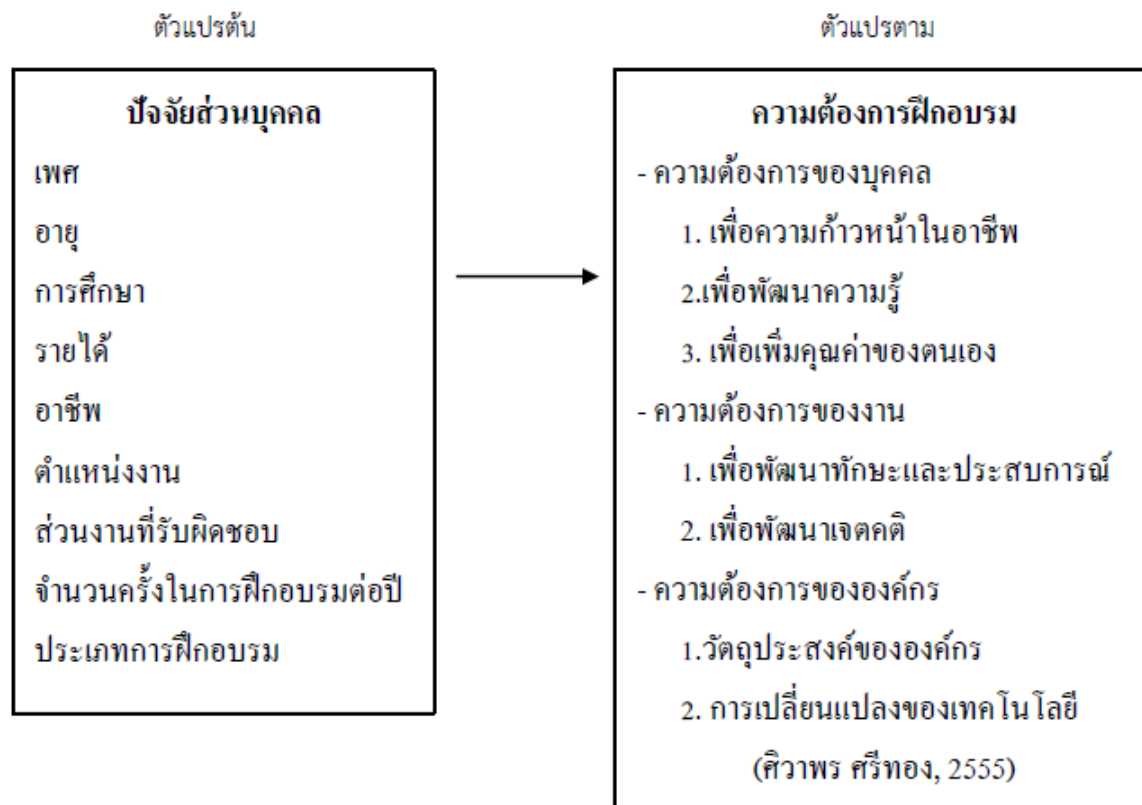 ตัวแปรต้น
ปัจจัยส่วนบุคคล
เพศ
อายุ
การศึกษา
รายได้
อาชีพ
ตำแหน่งงาน
ส่วนงานที่รับผิดชอบ
จำนวนครั้งในการฝึกอบรมต่อปี
ประเภทการฝึกอบรม
ตัวแปรตาม
ความต้องการฝึกอบรม
- ความต้องการของบุคคล
1. เพื่อความก้าวหน้าในอาชีพ
2.เพื่อพัฒนาความรู้
3. เพื่อเพิ่มคุณค่าของตนเอง
- ความต้องการของงาน
1. เพื่อพัฒนาทักษะและประสบการณ์
2. เพื่อพัฒนาเจตคติ
- ความต้องการขององค์กร
1.วัตถุประสงค์ขององค์กร
2. การเปลี่ยนแปลงของเทคโนโลยี
(ศิวาพร ศรีทอง, 2555)